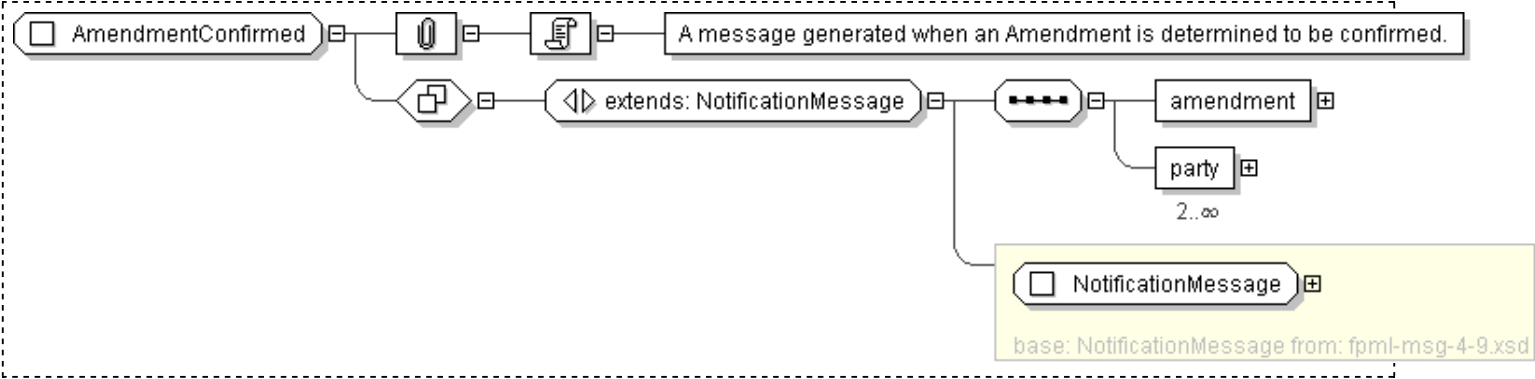 AmendmentConfirmed
A message generated when an Amendment is determined to be confirmed.
extends: NotificationMessage
amendment
party
2..∞
NotificationMessage
base: NotificationMessage from: fpml-msg-4-9.xsd